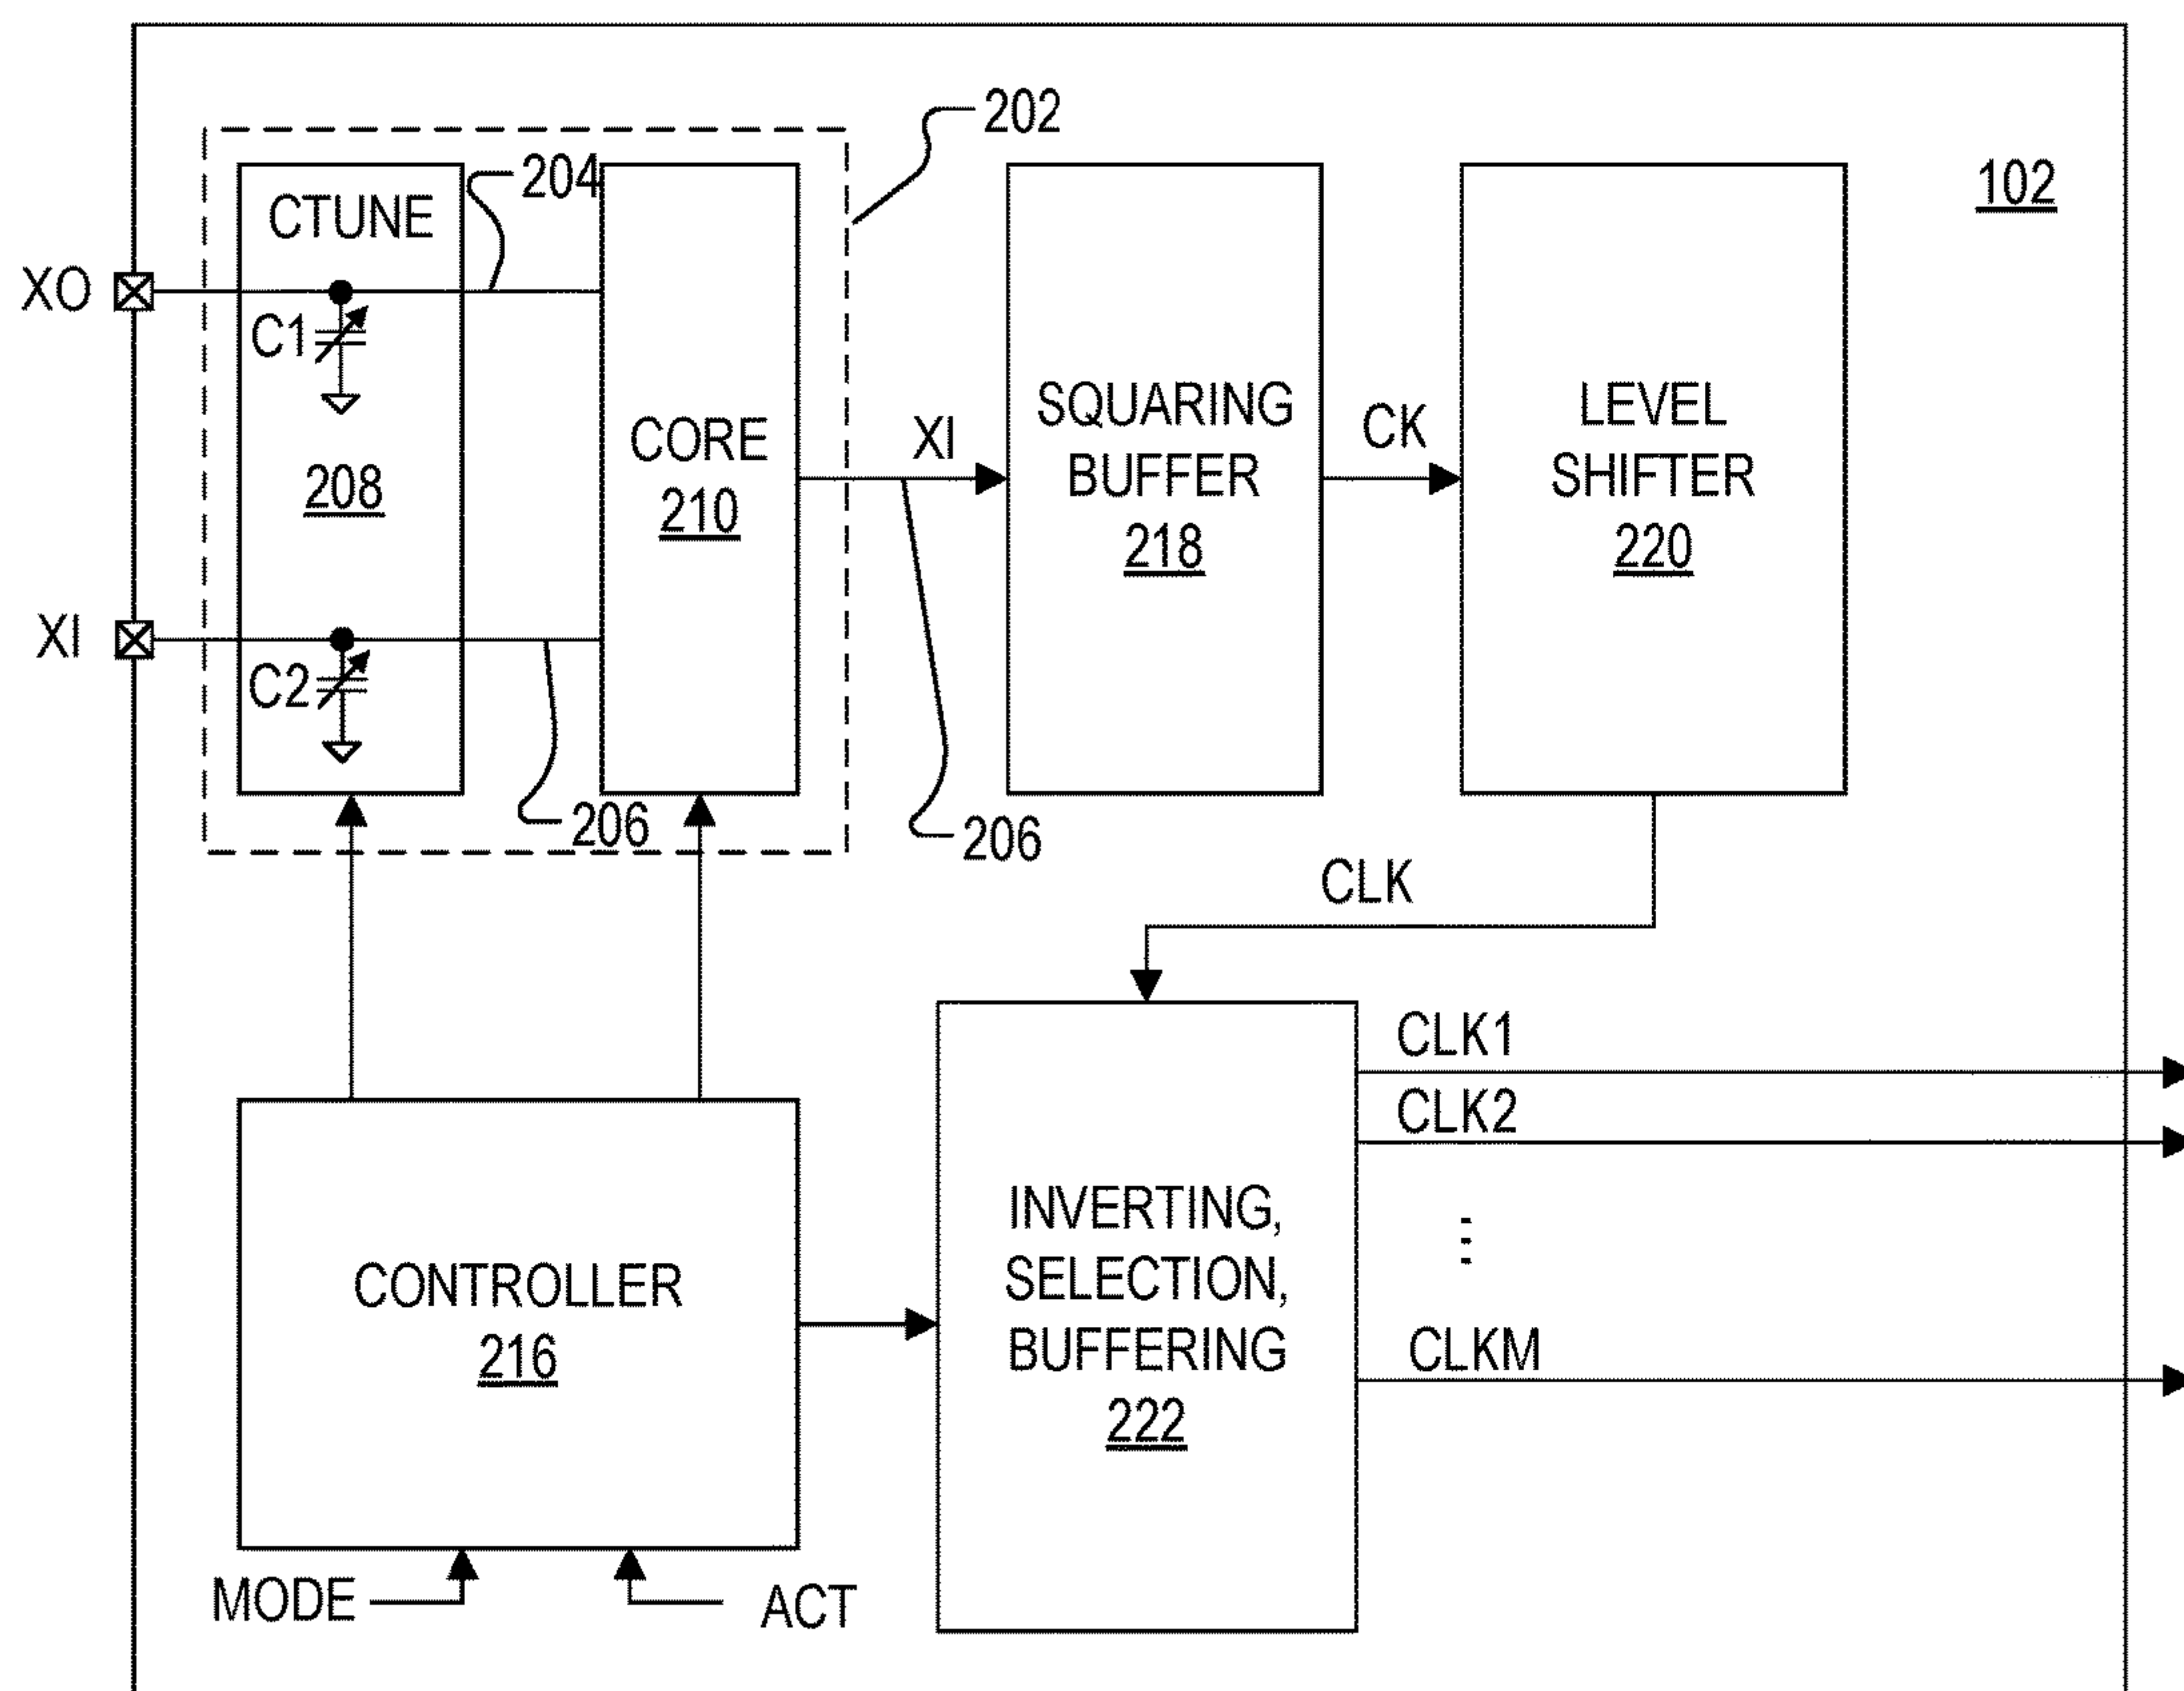 202
204
102
CTUNE
XO
C1
SQUARING
BUFFER
218
LEVEL
SHIFTER
220
CORE
210
XI
CK
208
XI
C2
206
206
CLK
CLK1
CLK2
INVERTING,
SELECTION,
BUFFERING
222
CONTROLLER
216
CLKM
MODE
ACT